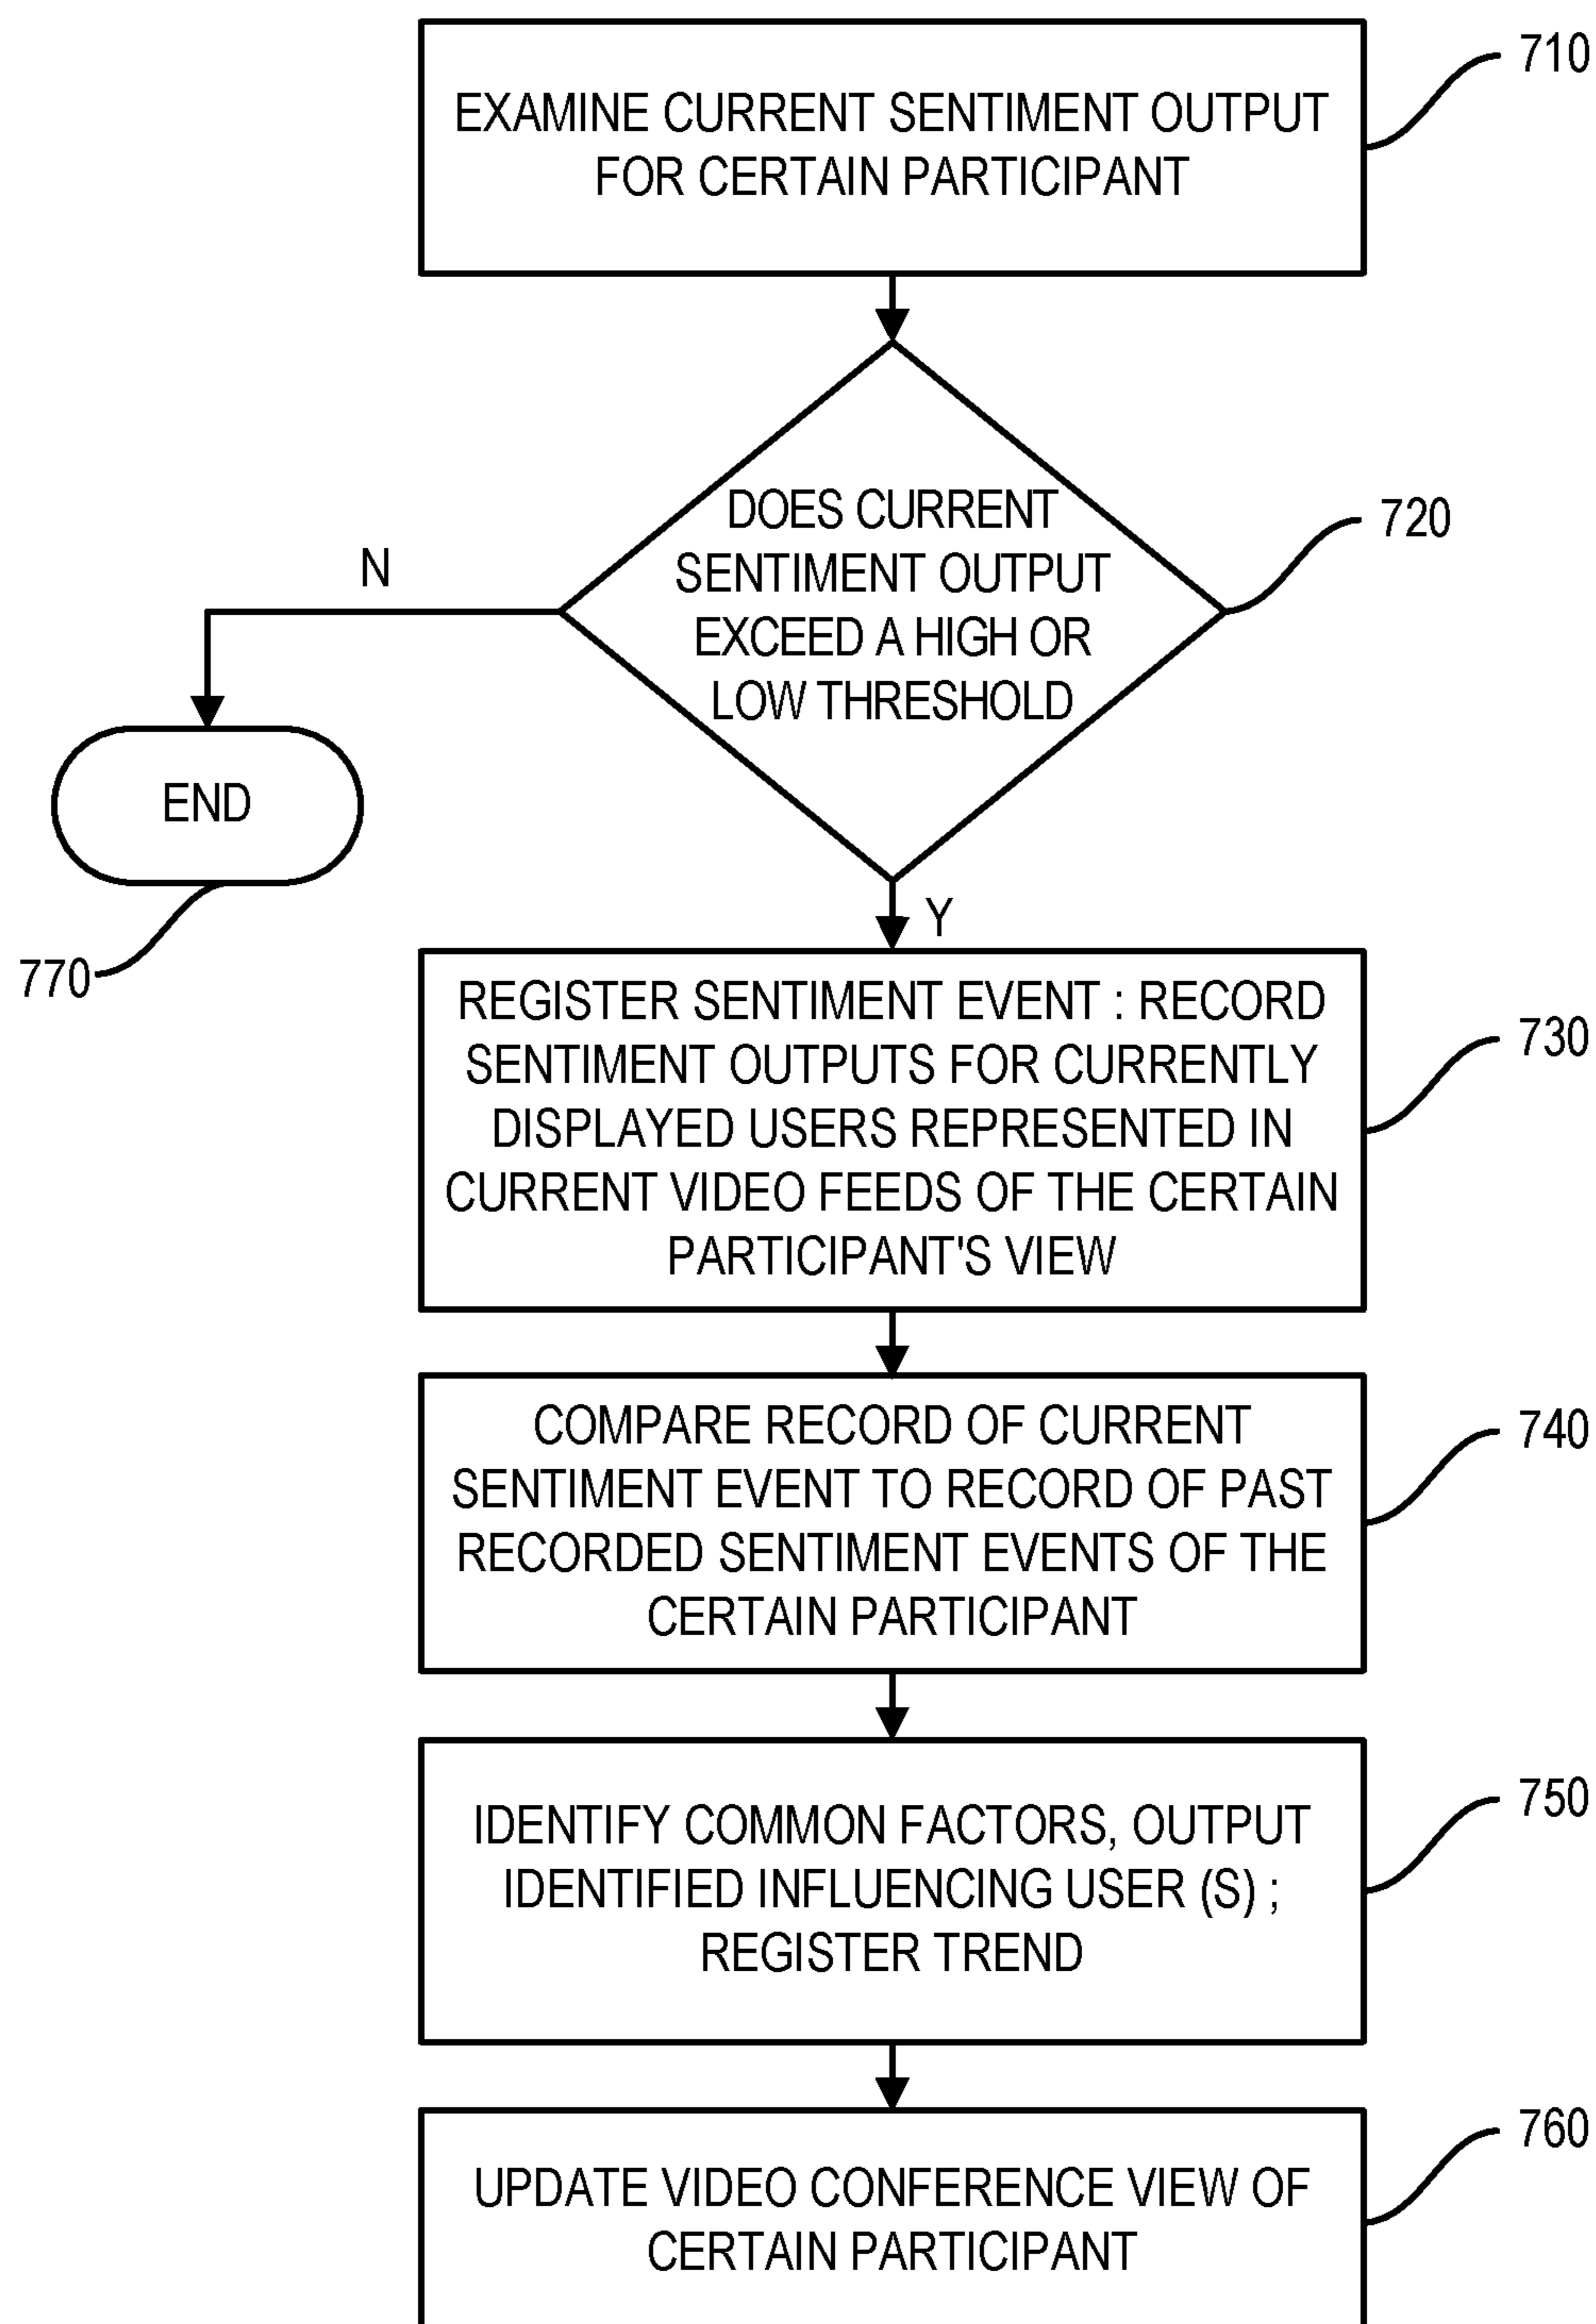 710
EXAMINE CURRENT SENTIMENT OUTPUT
FOR CERTAIN PARTICIPANT
720
DOES CURRENT
SENTIMENT OUTPUT
EXCEED A HIGH OR
LOW THRESHOLD
N
END
770
Y
730
REGISTER SENTIMENT EVENT : RECORD
SENTIMENT OUTPUTS FOR CURRENTLY
DISPLAYED USERS REPRESENTED IN
CURRENT VIDEO FEEDS OF THE CERTAIN
PARTICIPANT'S VIEW
740
COMPARE RECORD OF CURRENT
SENTIMENT EVENT TO RECORD OF PAST
RECORDED SENTIMENT EVENTS OF THE
CERTAIN PARTICIPANT
750
IDENTIFY COMMON FACTORS, OUTPUT
IDENTIFIED INFLUENCING USER (S) ;
REGISTER TREND
760
UPDATE VIDEO CONFERENCE VIEW OF
CERTAIN PARTICIPANT